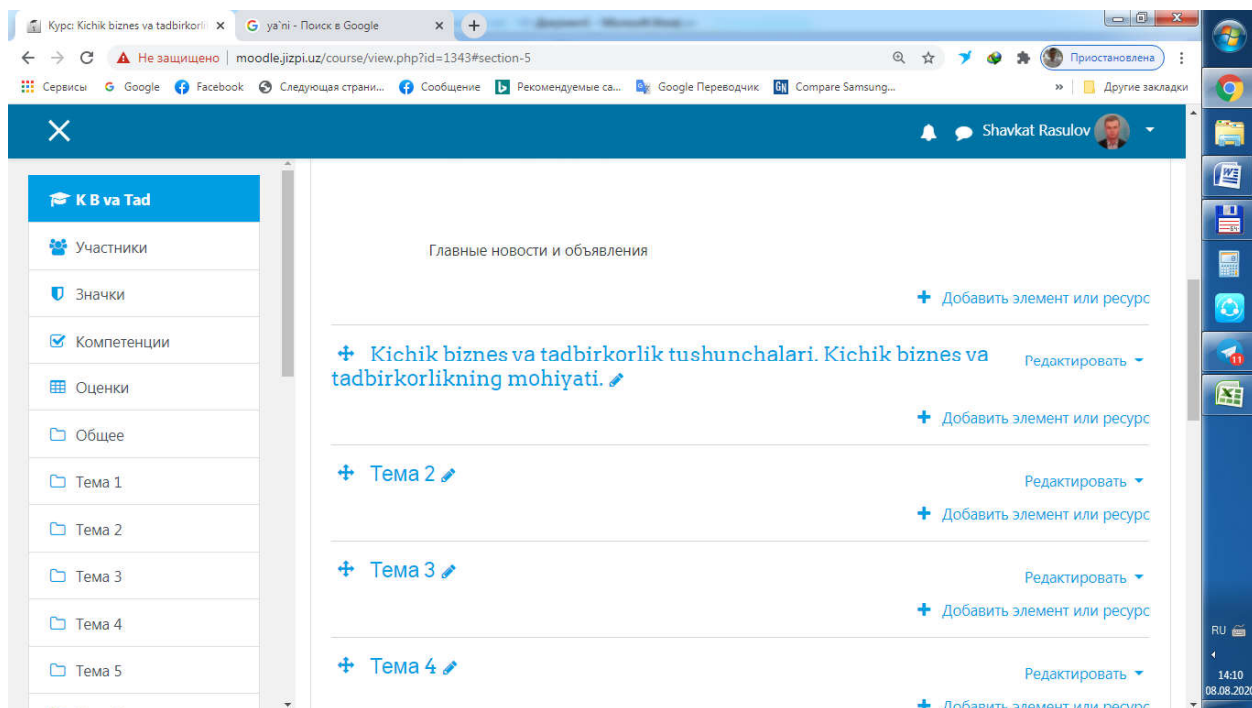 Курс: Kichik biznes va tadbirkorli
ya`ni - Поиск в Google
Не защищено | moodle.jizpi.uz/course/view.php?id=1343#section-5
Приостановлена
Сервисы Google Facebook Следующая страни... Сообщение Рекомендуемые са... Google Переводчик Compare Samsung... » Другие закладки
Shavkat Rasulov
K B va Tad
Участники
Значки
Компетенции
Оценки
Общее
Тема 1
Тема 2
Тема 3
Тема 4
Тема 5
Главные новости и объявления
Добавить элемент или ресурс
Kichik biznes va tadbirkorlik tushunchalari. Kichik biznes va
tadbirkorlikning mohiyati.
Редактировать
Добавить элемент или ресурс
Тема 2
Редактировать
Добавить элемент или ресурс
Тема 3
Редактировать
Добавить элемент или ресурс
Тема 4
Редактировать
Добавить элемент или ресурс
11
RU
14:10
08.08.2020